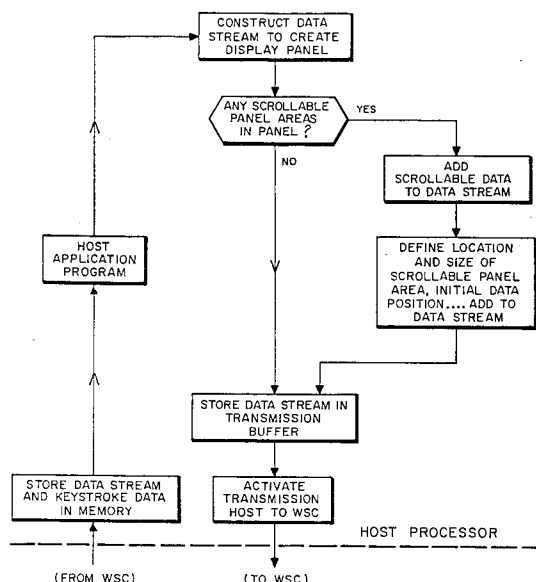 CONSTRUCT DATA
STREAM TO CREATE
DISPLAY PANEL
ANY SCROLLABLE
PANEL AREAS
IN PANEL?
YES
NO
ADD
SCROLLABLE DATA
TO DATA STREAM
HOST
APPLICATION
PROGRAM
DEFINE LOCATION
AND SIZE OF
SCROLLABLE PANEL
AREA, INITIAL DATA
POSITION....ADD TO
DATA STREAM
STORE DATA STREAM IN
TRANSMISSION
BUFFER
STORE DATA STREAM
AND KEYSTROKE DATA
IN MEMORY
ACTIVATE
TRANSMISSION
HOST TO WSC
HOST PROCESSOR
(FROM WSC)
(TO WSC)